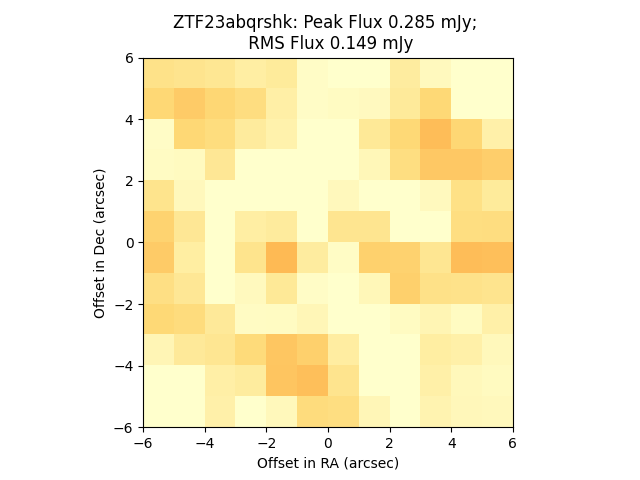 ZTF23abqrshk: Peak Flux 0.285 mJy;
RMS Flux 0.149 mJy
6
4
2
0
−2
−4
−6
Offset in Dec (arcsec)
−6 −4 −2 0 2 4 6
Offset in RA (arcsec)